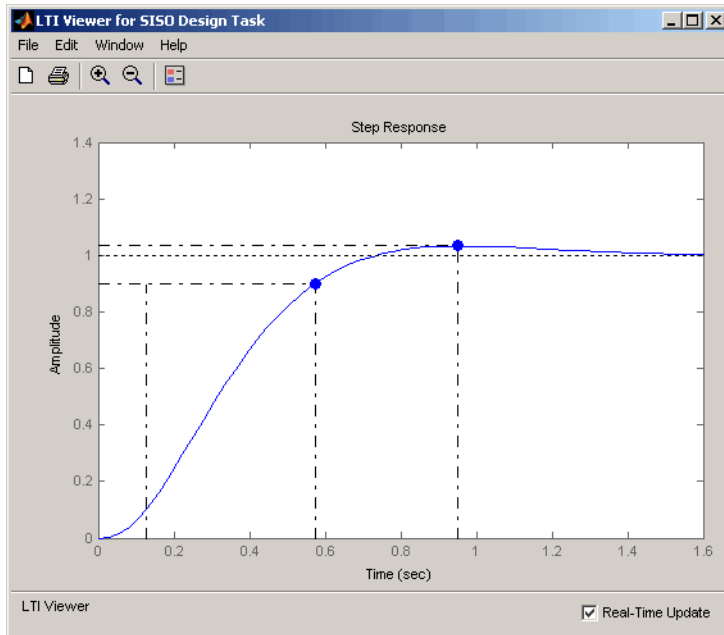 LTI Viewer for SISO Design Task
File Edit Window Help
Step Response
1.4
1.2
1
0.8
0.6
0.4
0.2
0
Amplitude
0 0.2 0.4 0.6 0.8 1 1.2 1.4 1.6
Time (sec)
LTI Viewer
Real-Time Update